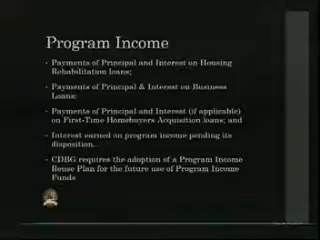 Program Income
- Payments of Principal and Interest on Housing
Rehabilitation loans;
- Payments of Principal & Interest on Business
Loans;
- Payments of Principal and Interest (if applicable)
on First-Time Homebuyers Acquisition loans; and
- Interest earned on program income pending its
disposition.
- CDBG requires the adoption of a Program Income
Reuse Plan for the future use of Program Income
Funds